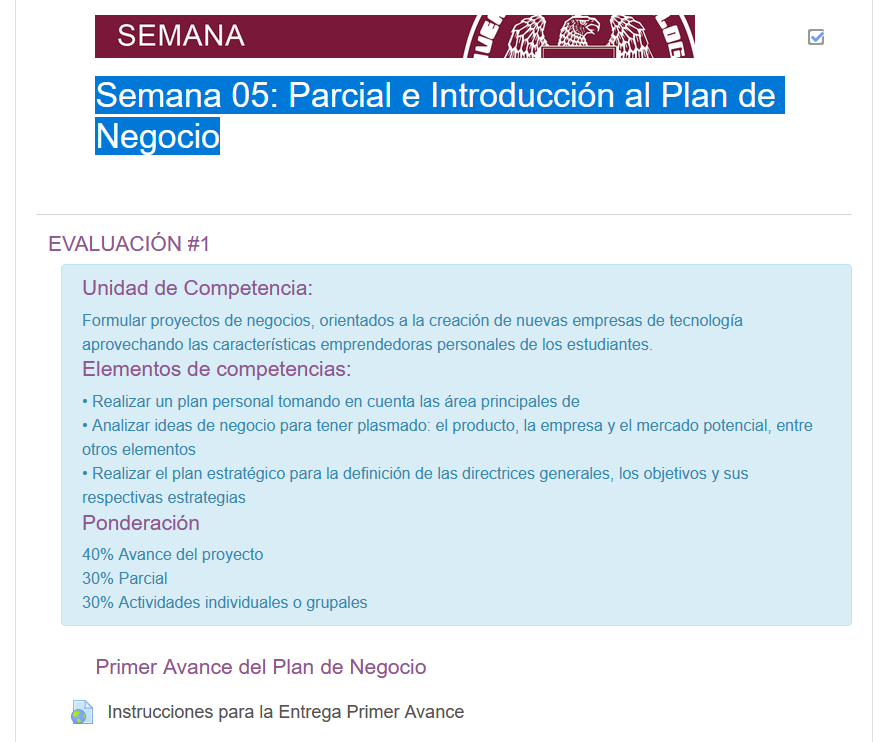 SEMANA
Semana 05: Parcial e Introducción al Plan de
Negocio
EVALUACIÓN #1
Unidad de Competencia:
Formular proyectos de negocios, orientados a la creación de nuevas empresas de tecnología
aprovechando las características emprendedoras personales de los estudiantes.
Elementos de competencias:
• Realizar un plan personal tomando en cuenta las área principales de
• Analizar ideas de negocio para tener plasmado: el producto, la empresa y el mercado potencial, entre
otros elementos
• Realizar el plan estratégico para la definición de las directrices generales, los objetivos y sus
respectivas estrategias
Ponderación
40% Avance del proyecto
30% Parcial
30% Actividades individuales o grupales
Primer Avance del Plan de Negocio
Instrucciones para la Entrega Primer Avance